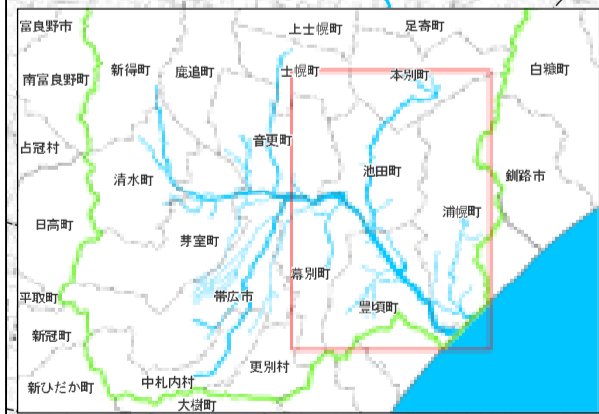 富良野市
上士幌町
足寄町
南富良野町
新得町
鹿追町
士幌町
本別町
白糠町
占冠村
音更町
清水町
池田町
釧路市
浦幌町
日高町
芽室町
幕別町
平取町
帯広市
豊頃町
新冠町
更別村
新ひだか町
中札内村
大樹町